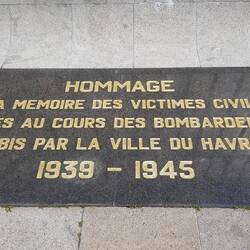 HOMMAGE
A MEMOIRE DES VICTIMES CIVIL
ES AU COURS DES BOMBARDE
BIS PAR LA VILLE DU HAVR
1939 - 1945